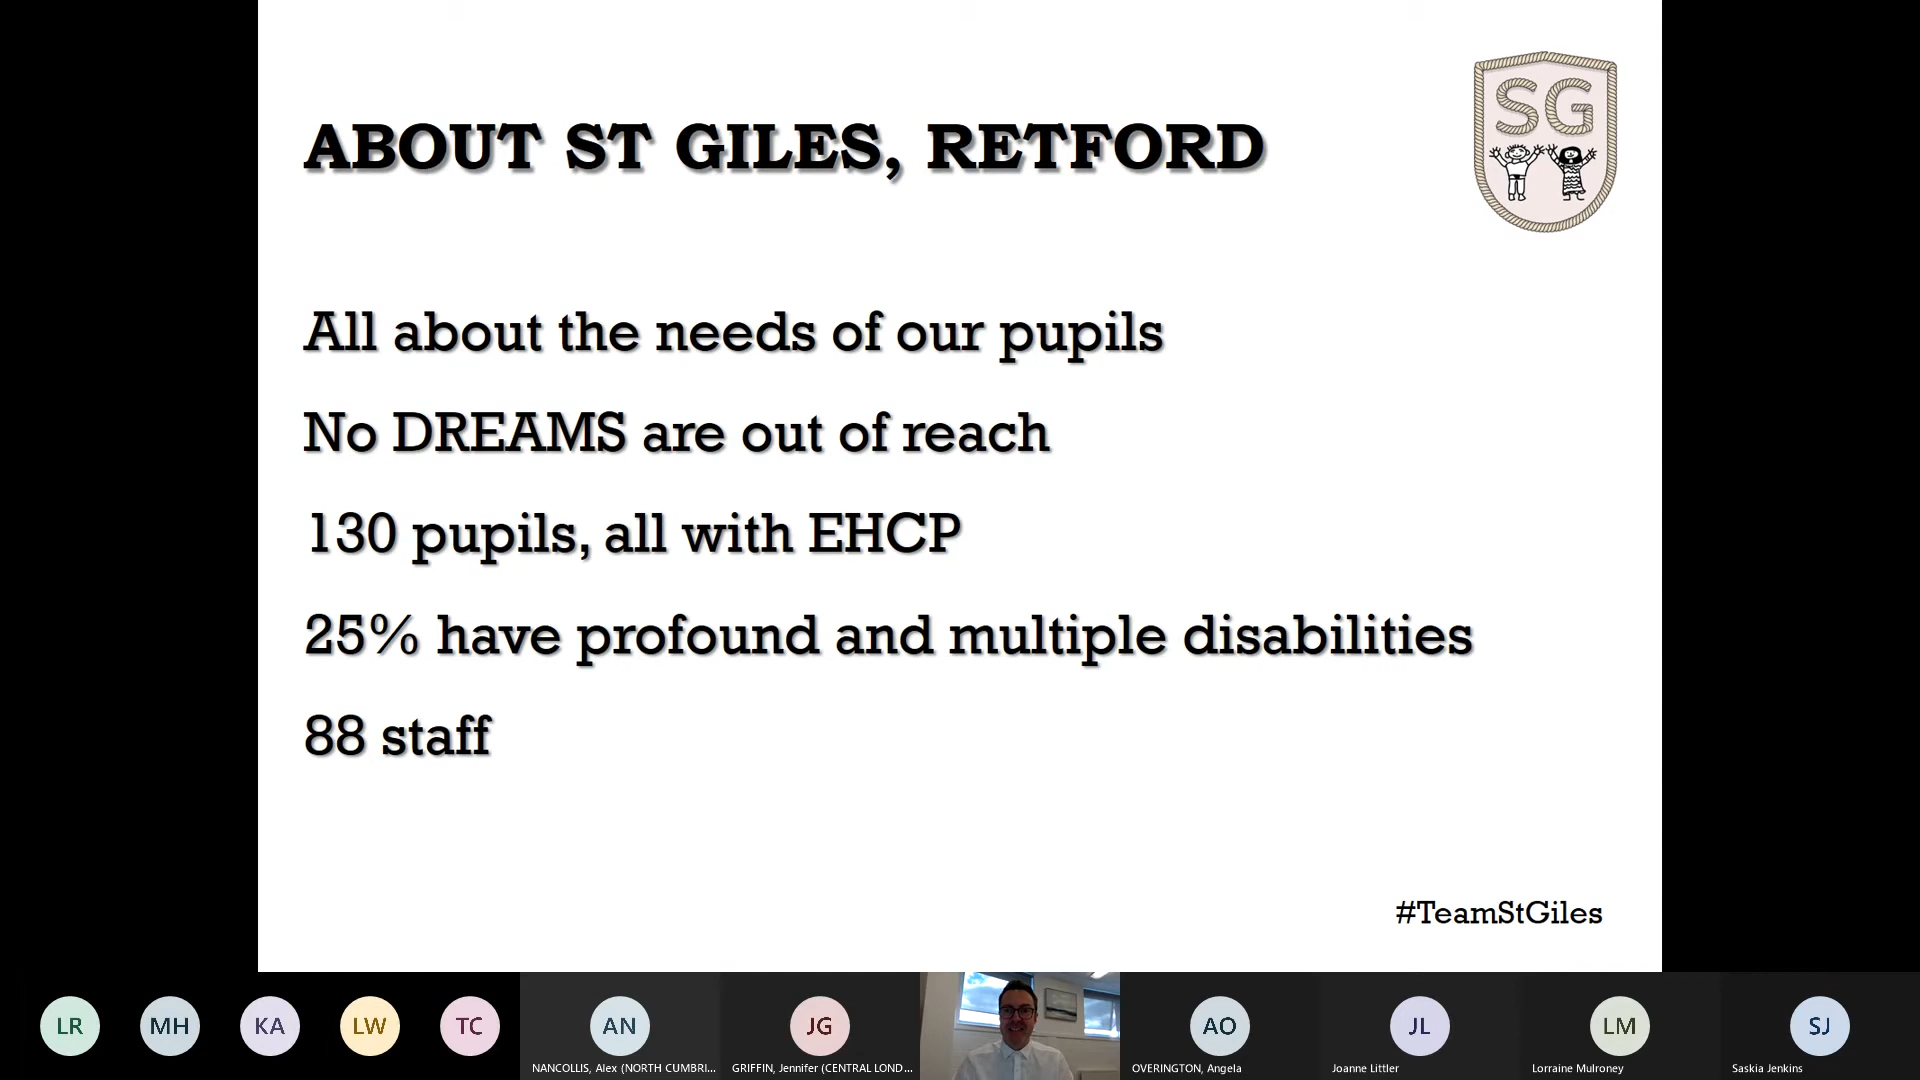 SG
ABOUT ST GILES, RETFORD
All about the needs of our pupils
No DREAMS are out of reach
130 pupils, all with EHCP
25% have profound and multiple disabilities
88 staff
#TeamStGiles
LR
MH
KA
LW
TC
AN
NANCOLLIS, Alex (NORTH CUMBRI...
JG
GRIFFIN, Jennifer (CENTRAL LOND...
AO
OVERINGTON, Angela
JL
Joanne Littler
LM
Lorraine Mulroney
SJ
Saskia Jenkins